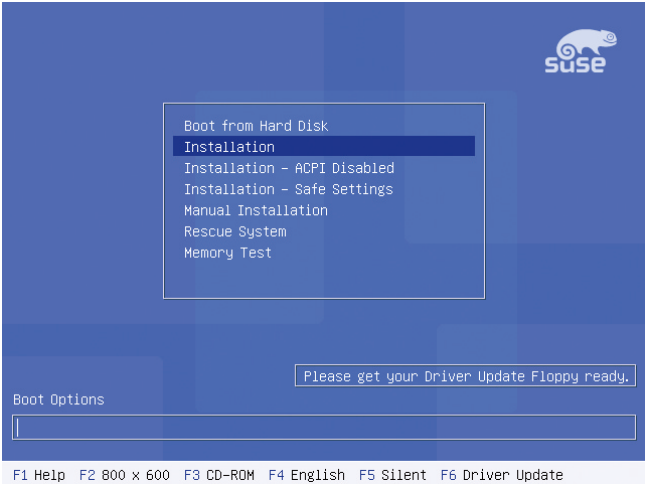 SUSE
Boot from Hard Disk
Installation
Installation - ACPI Disabled
Installation - Safe Settings
Manual Installation
Rescue System
Memory Test
Please get your Driver Update Floppy ready.
Boot Options
F1 Help F2 800 x 600 F3 CD-ROM F4 English F5 Silent F6 Driver Update